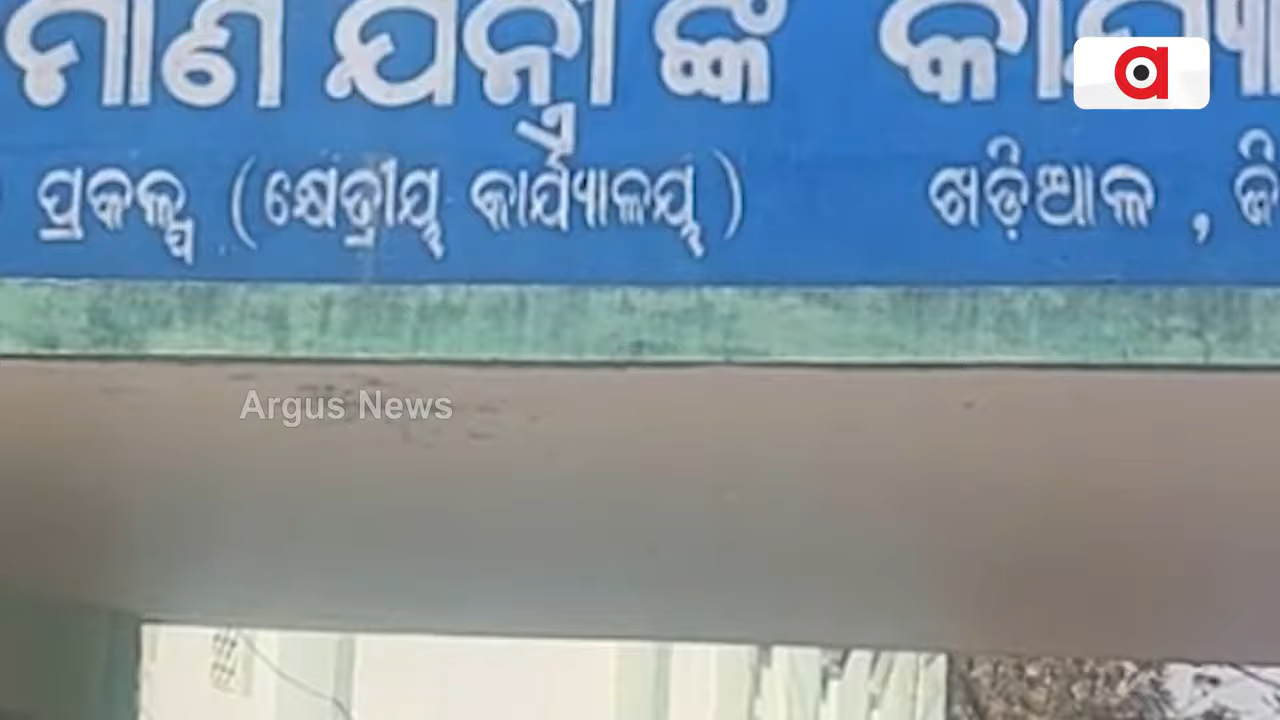 ମାଣ ଯନ୍ତ୍ରୀ ଙ୍କ
ପ୍ରକଳ୍ପ (କ୍ଷେତ୍ରୀୟ କାର୍ଯ୍ୟାଳୟ) ଖଡ଼ିଆଳ , ଜି
Argus News